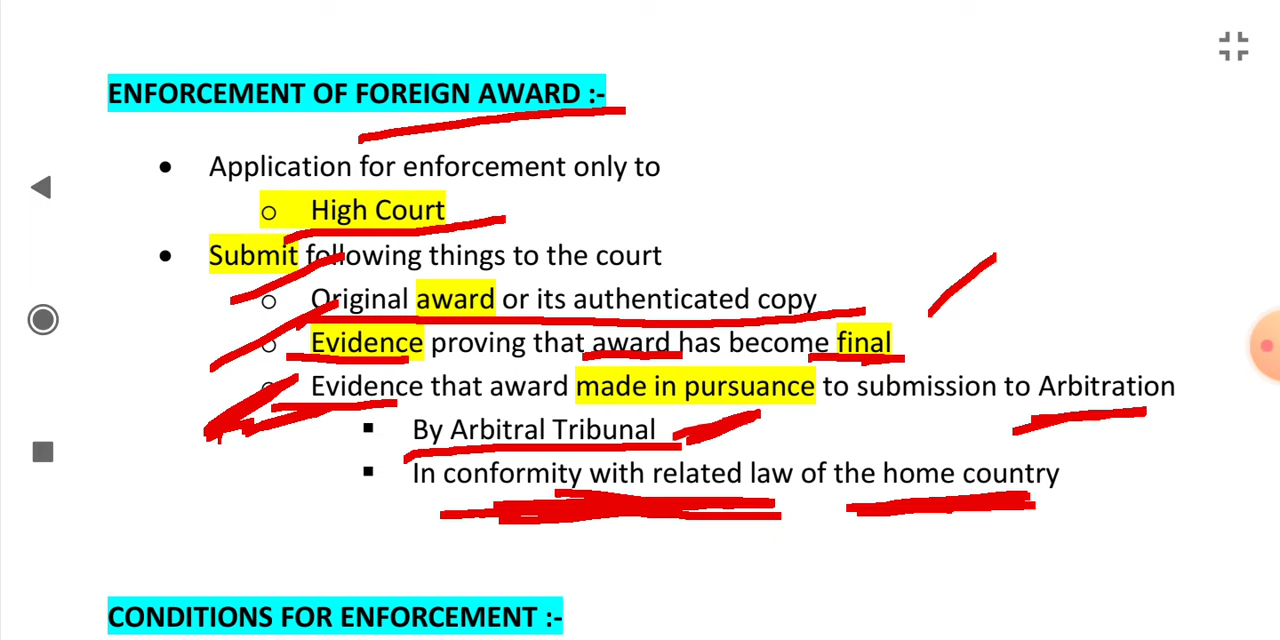 ENFORCEMENT OF FOREIGN AWARD :-
• Application for enforcement only to
o High Court
• Submit following things to the court
o Original award or its authenticated copy
o Evidence proving that award has become final
o Evidence that award made in pursuance to submission to Arbitration
▪ By Arbitral Tribunal
▪ In conformity with related law of the home country
CONDITIONS FOR ENFORCEMENT :-